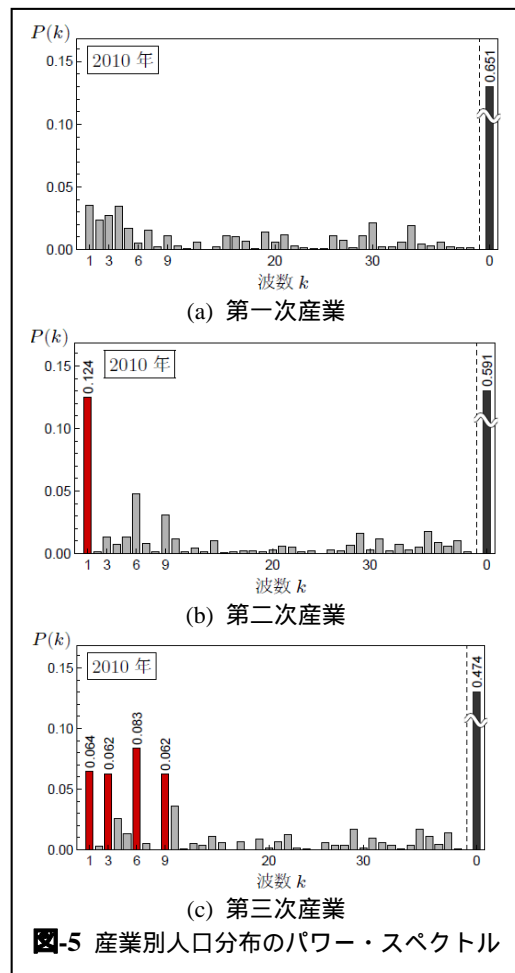 P(k)
2010 年
0.15
0.10
0.05
0.00
0.651
1 3 6 9 20 30 0
波数 k
(a) 第一次産業
P(k)
2010 年
0.15
0.10
0.05
0.00
0.124
0.591
1 3 6 9 20 30 0
波数 k
(b) 第二次産業
P(k)
2010 年
0.15
0.10
0.05
0.00
0.064
0.062
0.083
0.062
0.474
1 3 6 9 20 30 0
波数 k
(c) 第三次産業
図-5 産業別人口分布のパワー・スペクトル